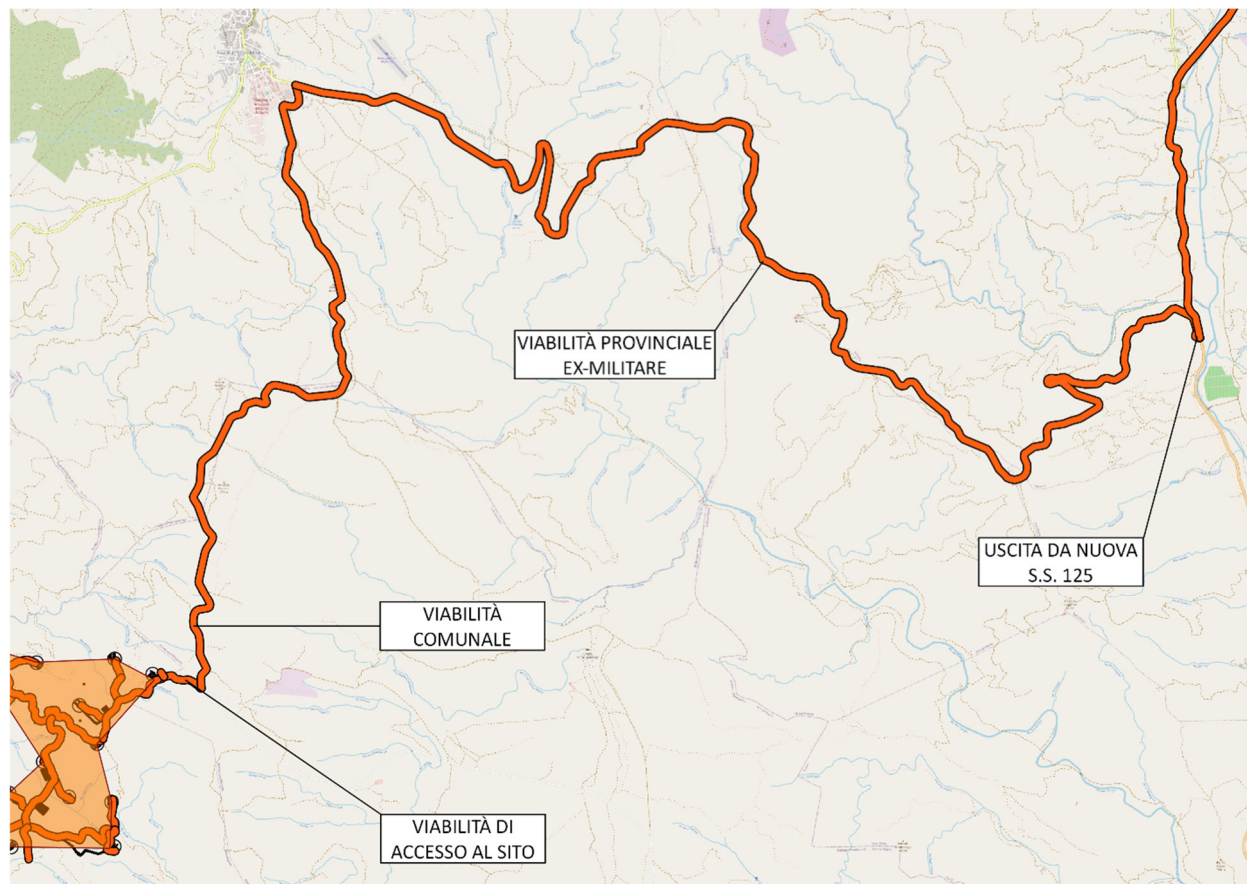 VIABILITÀ PROVINCIALE
EX-MILITARE
USCITA DA NUOVA
S.S. 125
VIABILITÀ
COMUNALE
VIABILITÀ DI
ACCESSO AL SITO